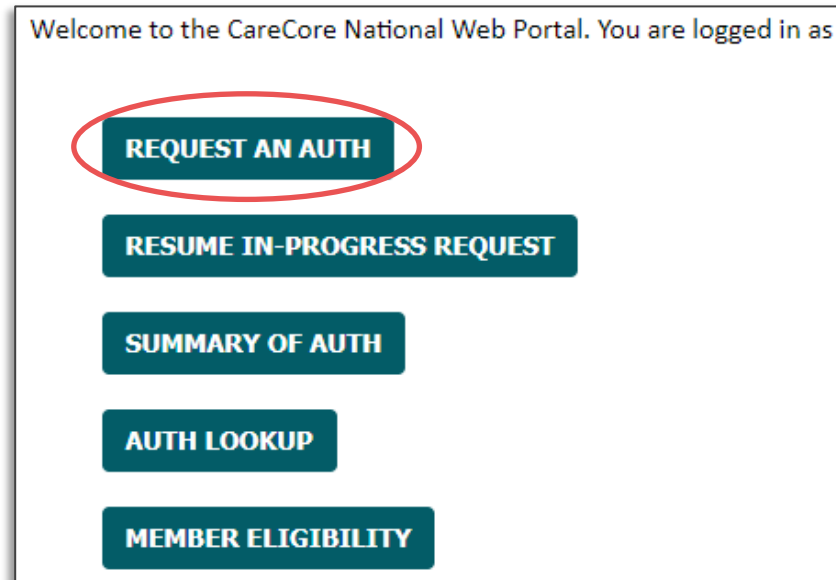 Welcome to the CareCore National Web Portal. You are logged in as
REQUEST AN AUTH
RESUME IN-PROGRESS REQUEST
SUMMARY OF AUTH
AUTH LOOKUP
MEMBER ELIGIBILITY